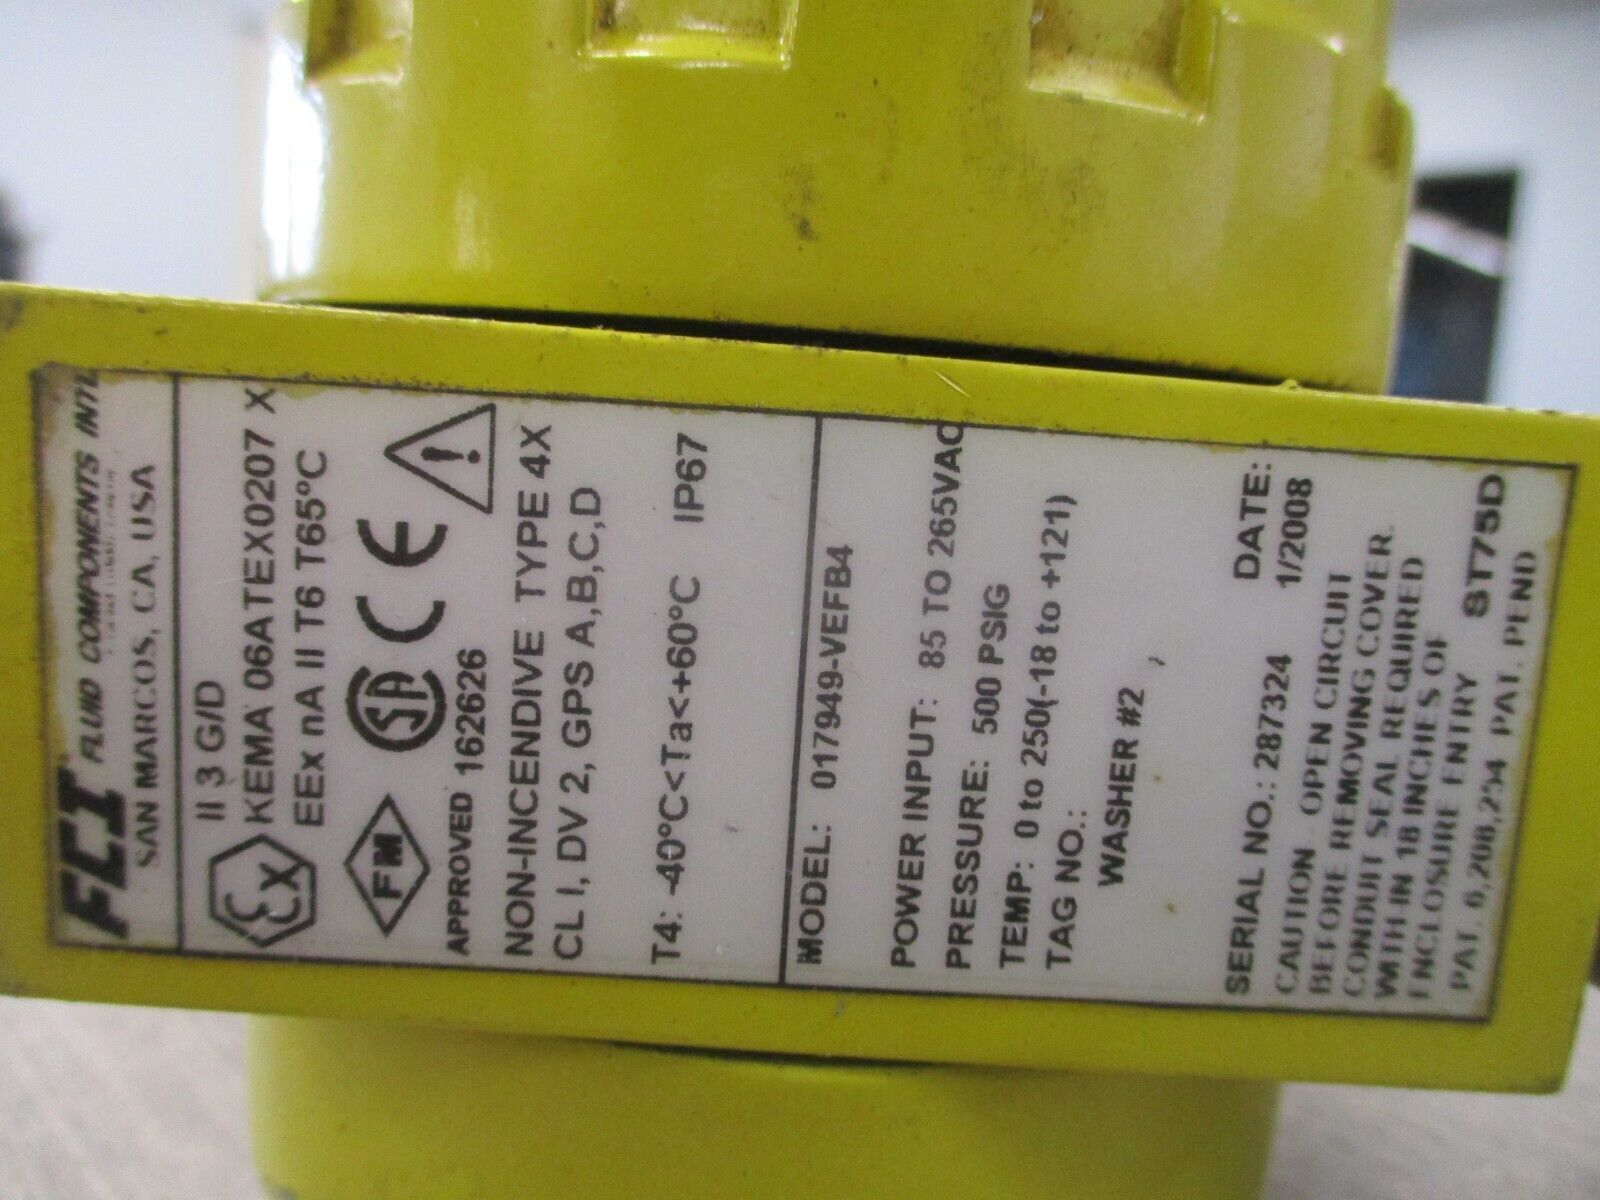 FCI FLUID COMPONENTS INTL
SAN MARCOS, CA, USA
II 3 G/D
Ex KEMA 06ATEX0207 X
EEx nA II T6 T65°C
FM SA CE
APPROVED 162626
NON-INCENDIVE TYPE 4X
CL I, DV 2, GPS A,B,C,D
T4: -40°C<Ta<+60°C IP67
MODEL: 017949-VEFB4
POWER INPUT: 85 TO 265VAC
PRESSURE: 500 PSIG
TEMP: 0 to 250(-18 to +121)
TAG NO.:
WASHER #2 ,
DATE:
SERIAL NO.: 287324 1/2008
CAUTION - OPEN CIRCUIT
BEFORE REMOVING COVER.
CONDUIT SEAL REQUIRED
WITH-IN 18 INCHES OF
ENCLOSURE ENTRY ST75D
PAT. 6,208,254 PAT. PEND